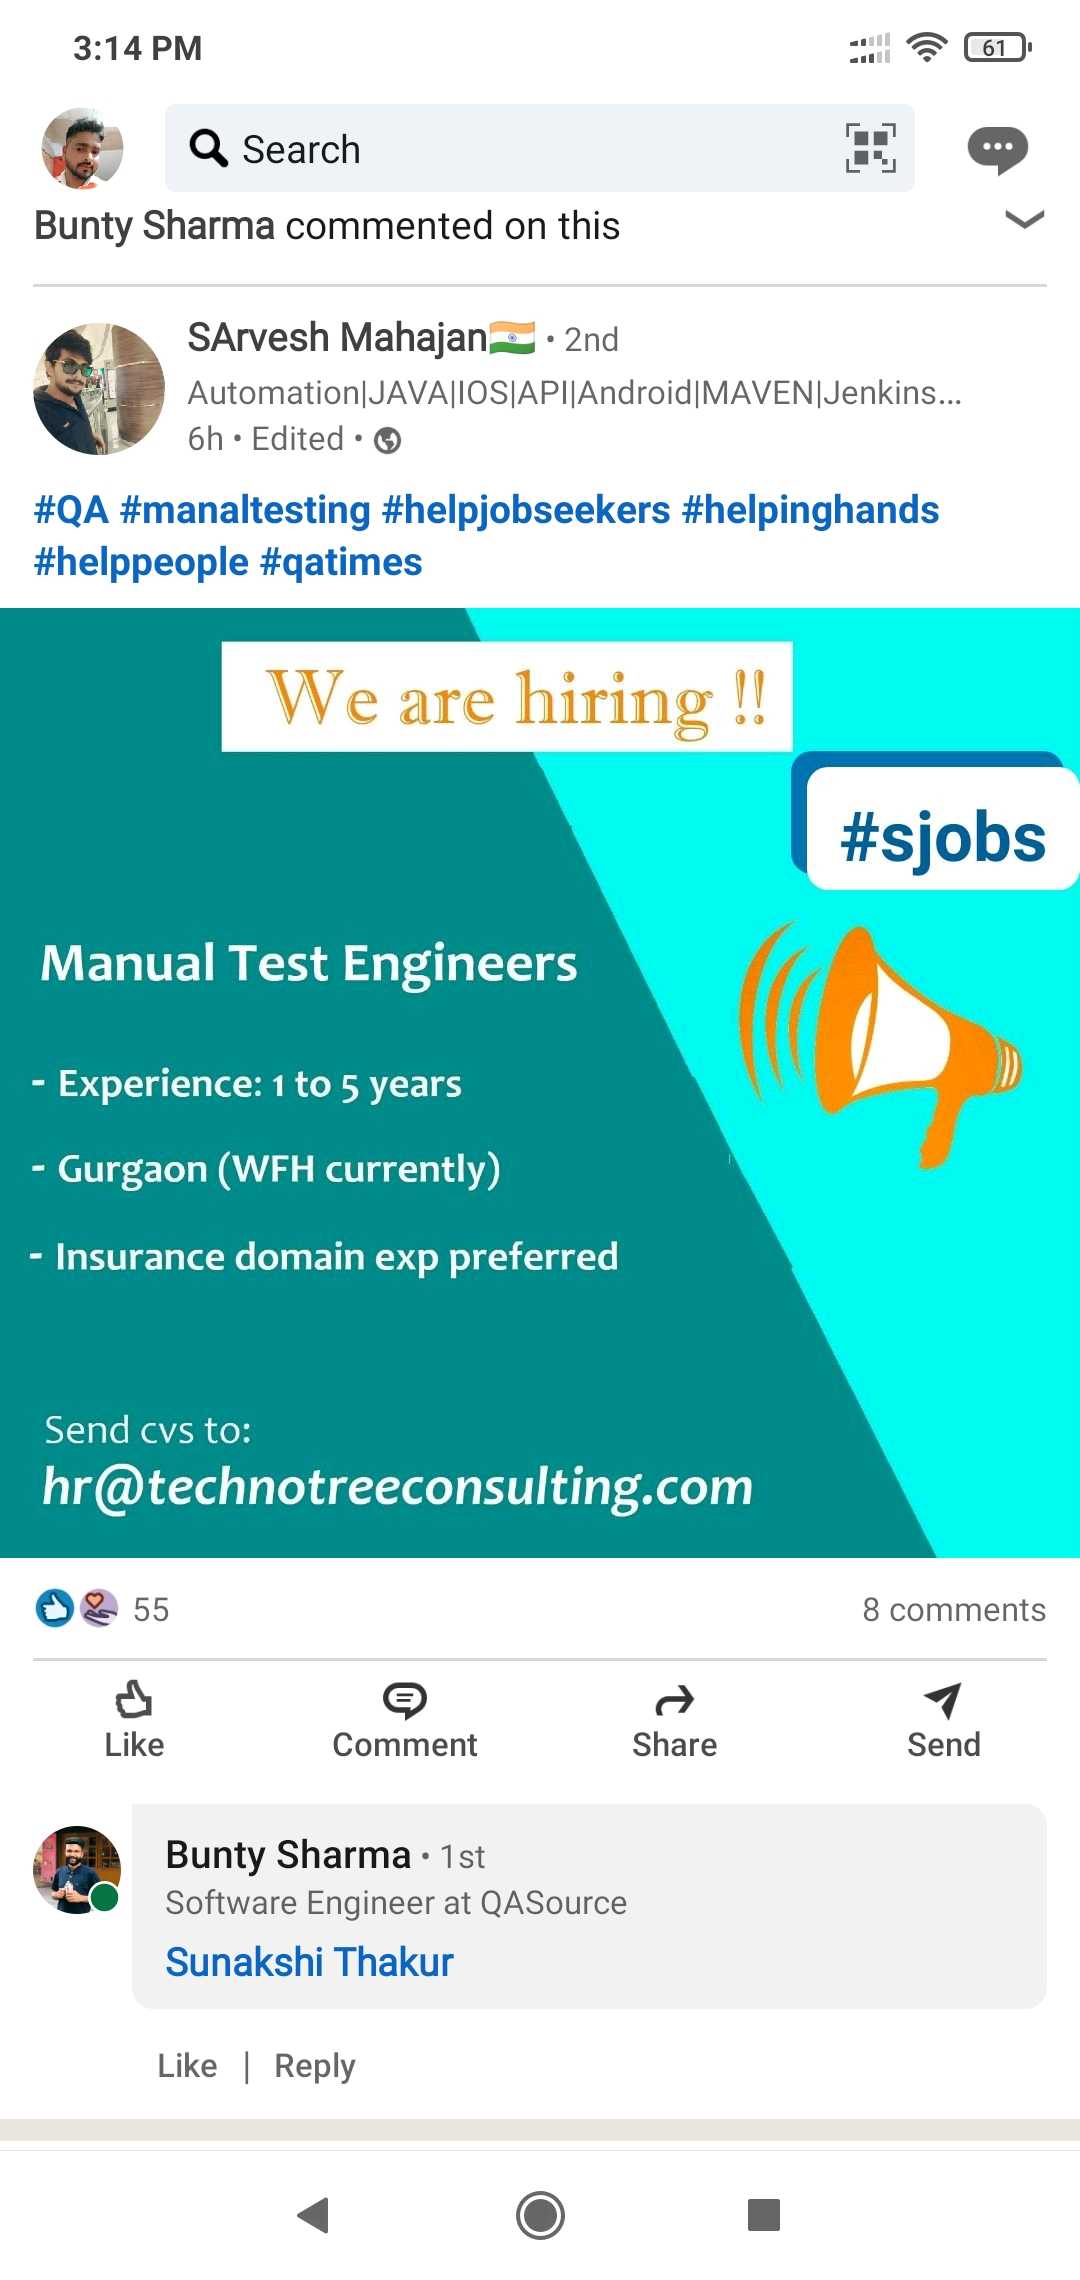 3:14 PM
61
Search
Bunty Sharma commented on this
SArvesh Mahajan🇮🇳 • 2nd
Automation|JAVA|IOS|API|Android|MAVEN|Jenkins...
6h • Edited •
#QA #manaltesting #helpjobseekers #helpinghands
#helppeople #qatimes
We are hiring !!
#sjobs
Manual Test Engineers
- Experience: 1 to 5 years
- Gurgaon (WFH currently)
- Insurance domain exp preferred
Send cvs to:
hr@technotreeconsulting.com
55
8 comments
Like
Comment
Share
Send
Bunty Sharma • 1st
Software Engineer at QASource
Sunakshi Thakur
Like | Reply